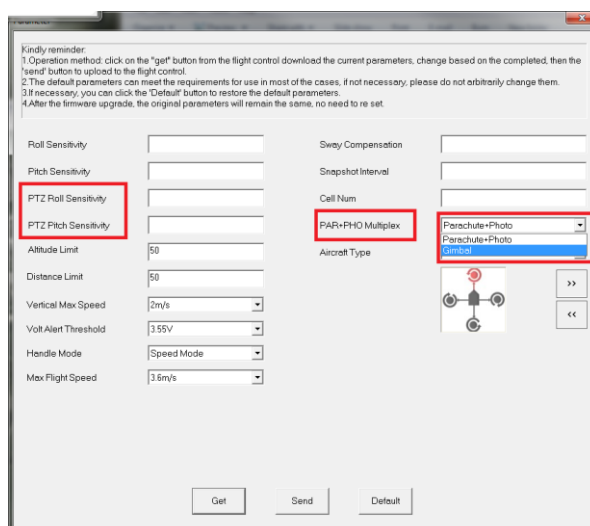 Kindly reminder:
1.Operation method: click on the "get" button from the flight control download the current parameters, change based on the completed, then the
'send' button to upload to the flight control.
2.The default parameters can meet the requirements for use in most of the cases, if not necessary, please do not arbitrarily change them.
3.If necessary, you can click the 'Default' button to restore the default parameters.
4.After the firmware upgrade, the original parameters will remain the same, no need to re set.
Roll Sensitivity
Sway Compensation
Pitch Sensitivity
Snapshot Interval
PTZ Roll Sensitivity
Cell Num
PTZ Pitch Sensitivity
PAR+PHO Multiplex
Parachute+Photo
Parachute+Photo
Gimbal
Altitude Limit
50
Aircraft Type
Distance Limit
50
>>
Vertical Max Speed
2m/s
<<
Volt Alert Threshold
3.55V
Handle Mode
Speed Mode
Max Flight Speed
3.6m/s
Get
Send
Default